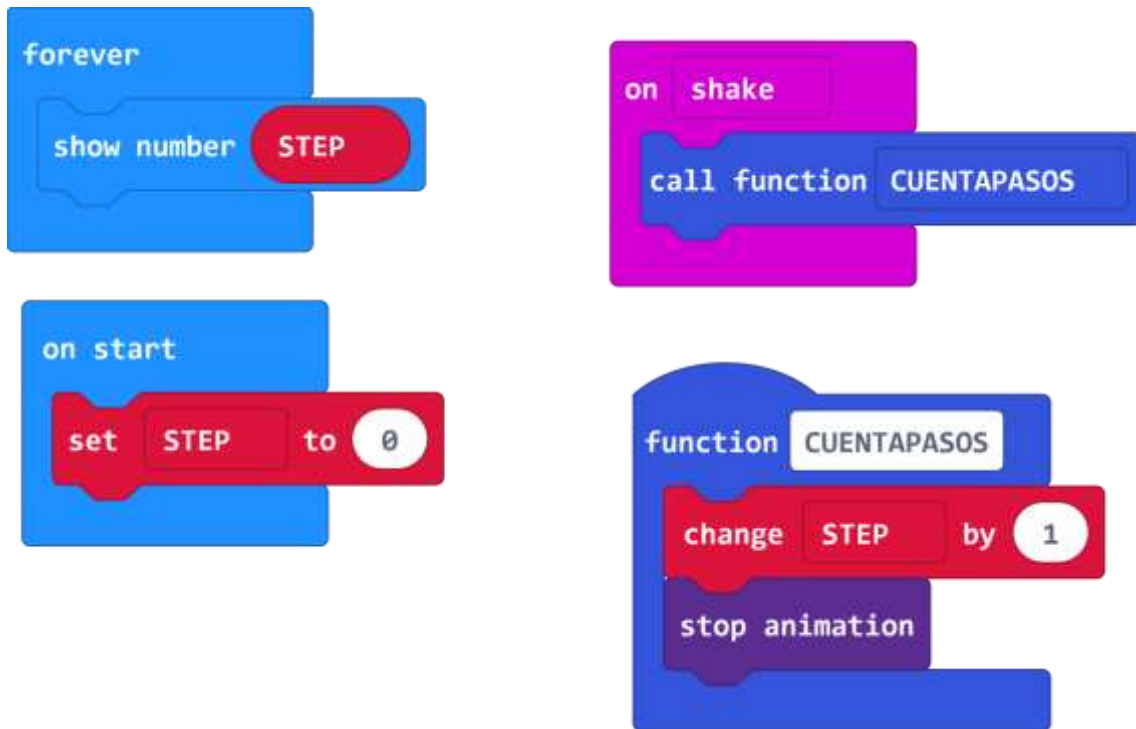 forever
show number STEP
on start
set STEP to 0
on shake
call function CUENTAPASOS
function CUENTAPASOS
change STEP by 1
stop animation